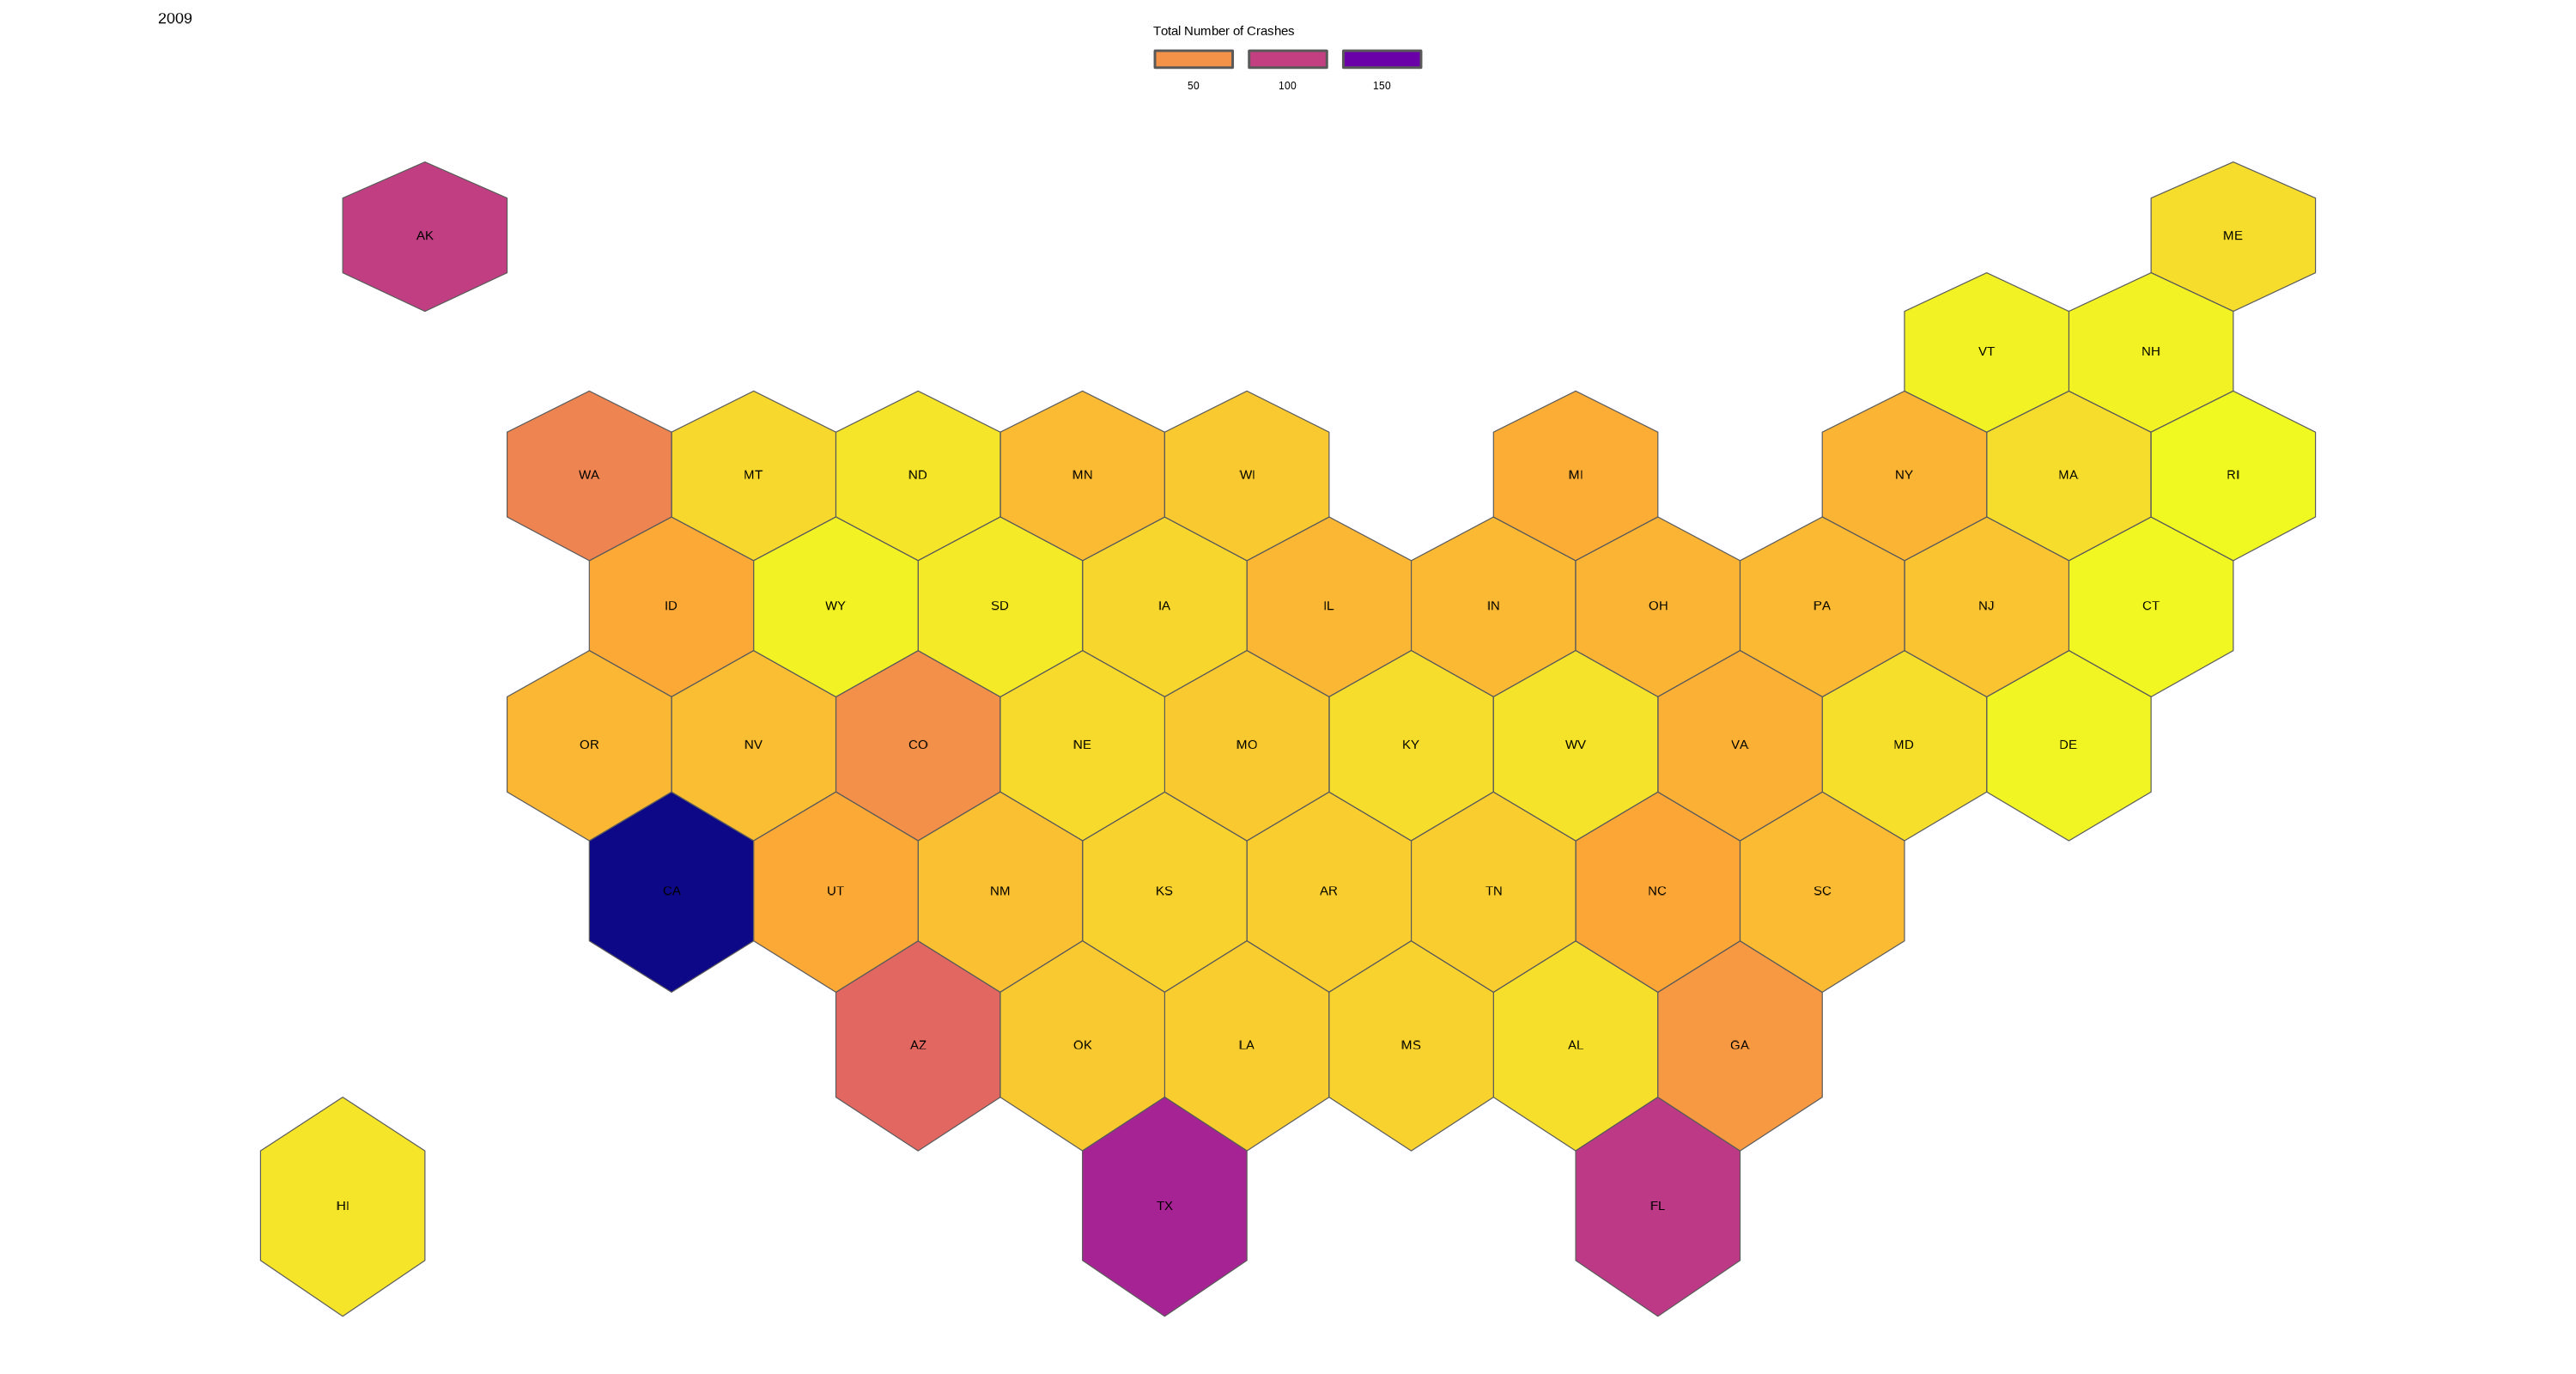 2009
Total Number of Crashes
50 100 150
AK ME
VT NH
WA MT ND MN WI MI NY MA RI
ID WY SD IA IL IN OH PA NJ CT
OR NV CO NE MO KY WV VA MD DE
CA UT NM KS AR TN NC SC
AZ OK LA MS AL GA
HI TX FL